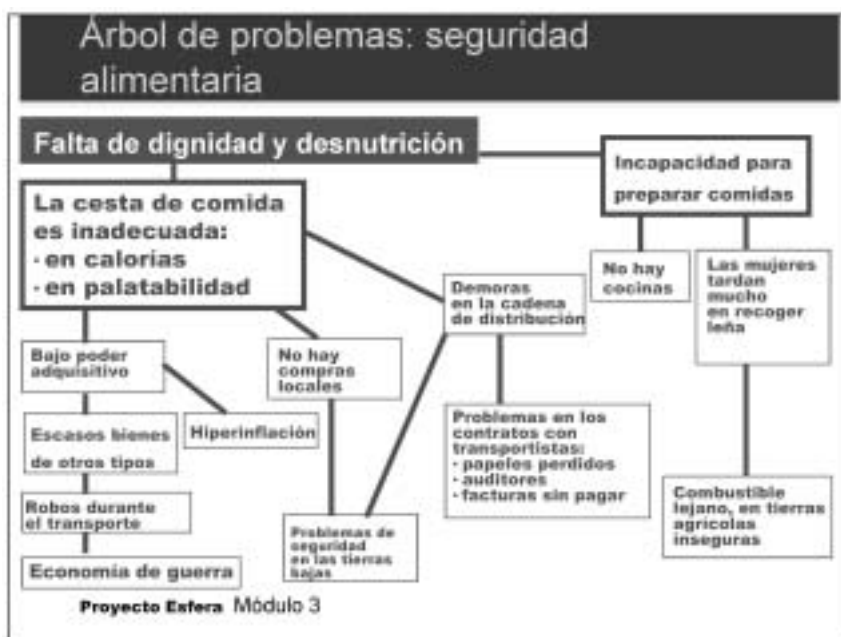 Árbol de problemas: seguridad
alimentaria
Falta de dignidad y desnutrición
Incapacidad para
preparar comidas
La cesta de comida
es inadecuada:
- en calorías
- en palatabilidad
No hay
cocinas
Las mujeres
tardan
mucho
en recoger
leña
Demoras
en la cadena
de distribución
Bajo poder
adquisitivo
No hay
compras
locales
Hiperinflación
Escasos bienes
de otros tipos
Problemas en los
contratos con
transportistas:
- papeles perdidos
- auditores
- facturas sin pagar
Combustible
lejano, en tierras
agrícolas
inseguras
Robos durante
el transporte
Problemas de
seguridad
en las tierras
bajas
Economía de guerra
Proyecto Esfera Módulo 3